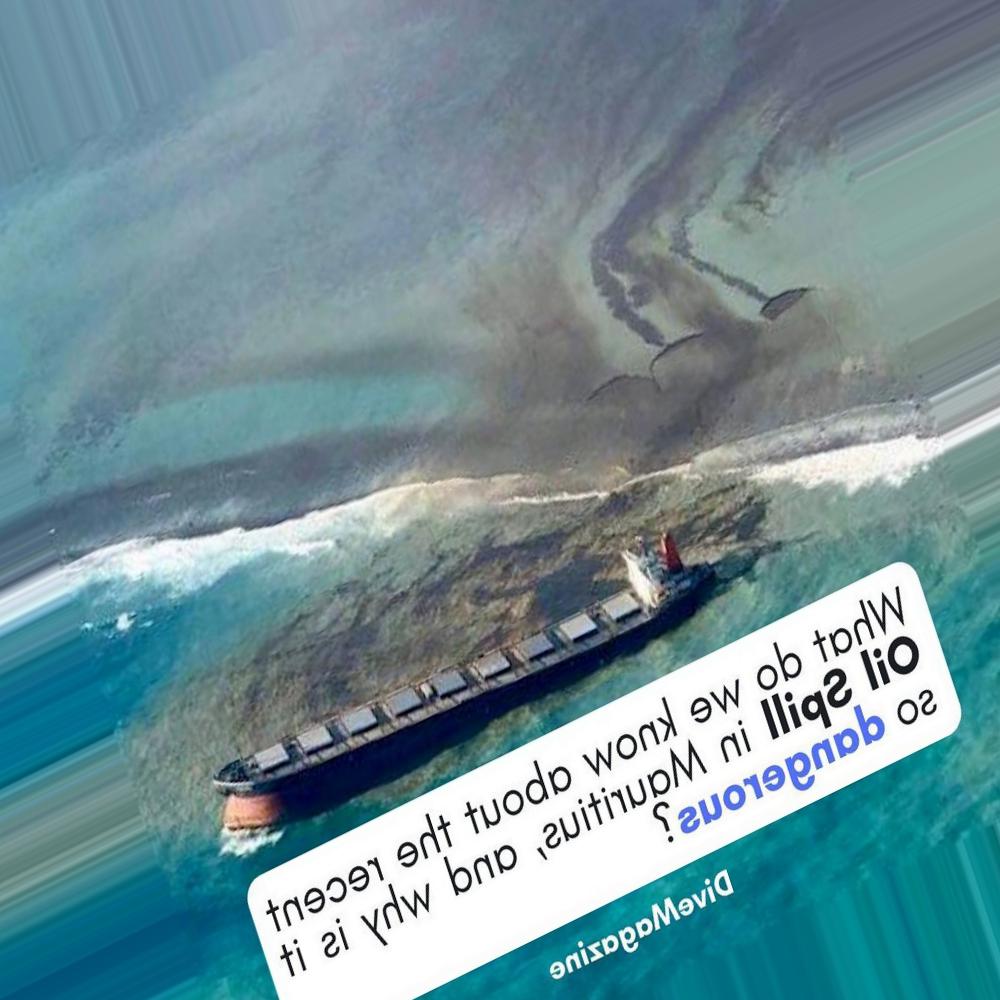 What do we know about the recent
Oil Spill in Mauritius, and why is it
so dangerous?
DiveMagazine